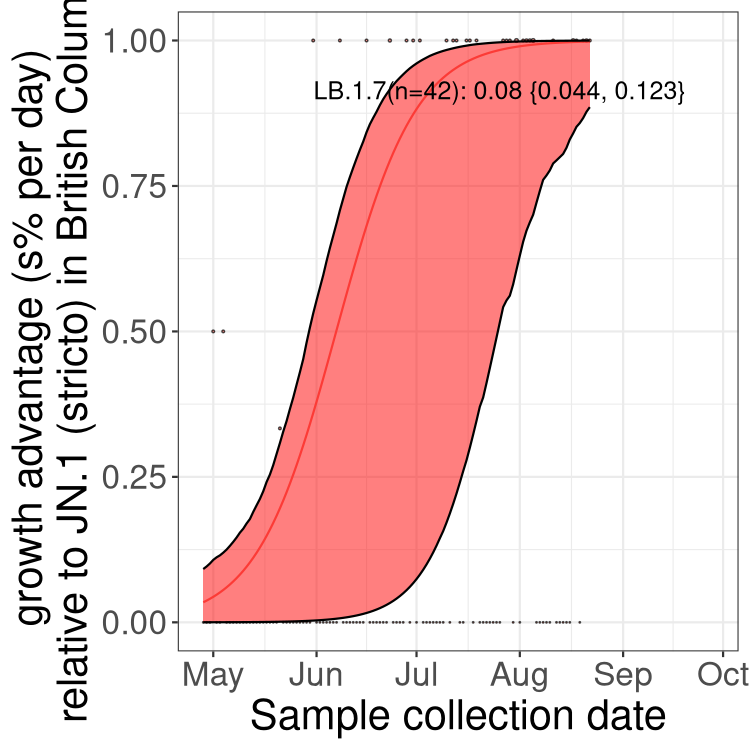 growth advantage (s% per day)
relative to JN.1 (stricto) in British Colum
1.00
0.75
0.50
0.25
0.00
LB.1.7(n=42): 0.08 {0.044, 0.123}
May Jun Jul Aug Sep Oct
Sample collection date